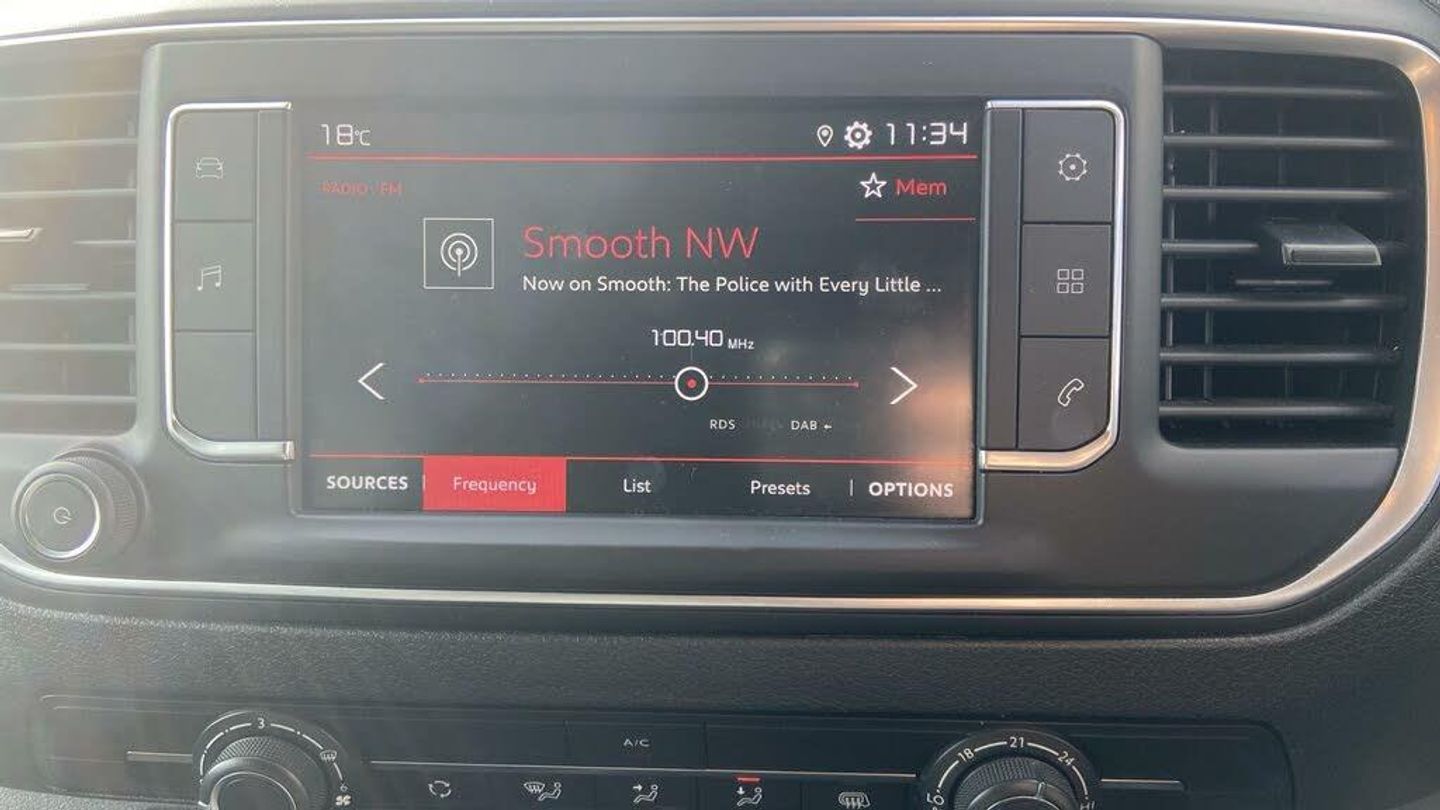 18°C 11:34
RADIO : FM
Mem
Smooth NW
Now on Smooth: The Police with Every Little ...
100.40 MHz
RDS DAB
SOURCES Frequency List Presets OPTIONS
3
A/C
18 21 24